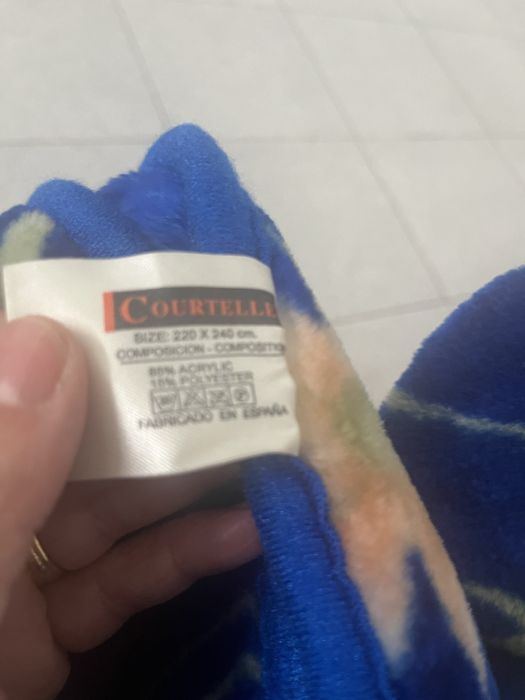 COURTELLE
SIZE: 220 X 240 cm.
COMPOSICION - COMPOSITION
85% ACRYLIC
15% POLYESTER
FABRICADO EN ESPAÑA